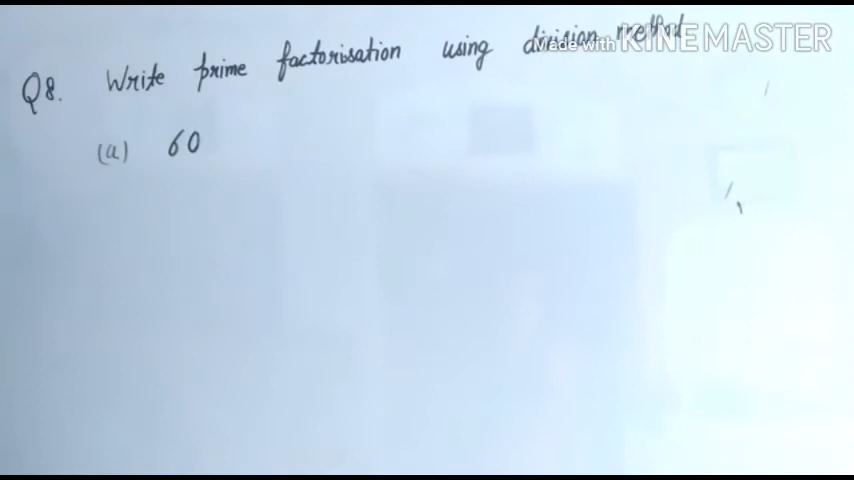 Made with KINEMASTER
Q8. Write prime factorisation using division method
(a) 60